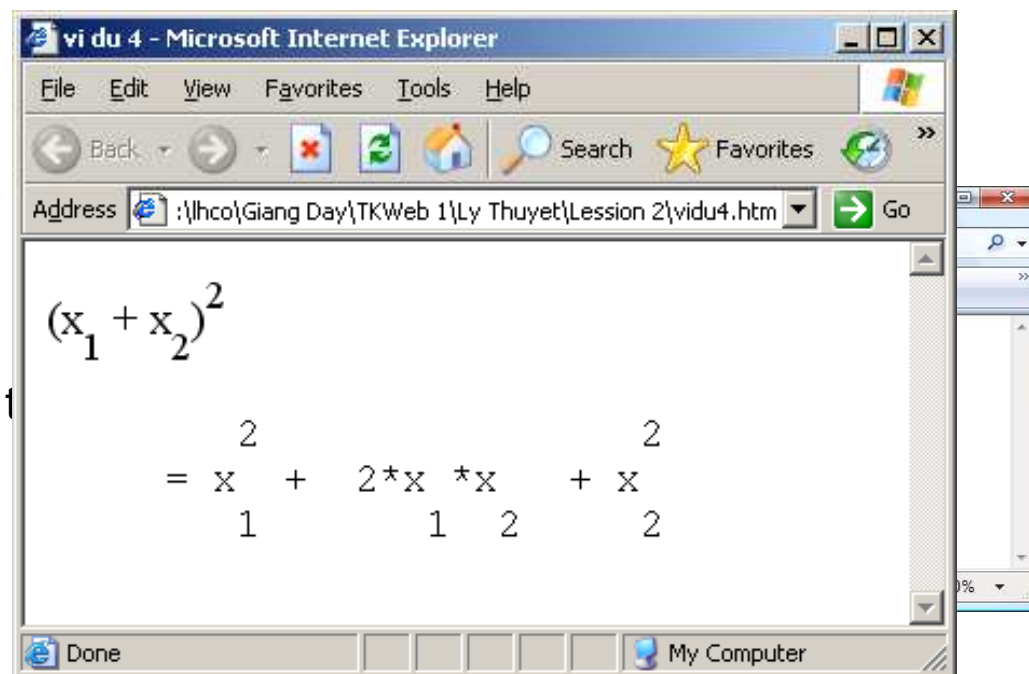 vi du 4 - Microsoft Internet Explorer
File Edit View Favorites Tools Help
Back Search Favorites »
Address :\lhco\Giang Day\TKWeb 1\Ly Thuyet\Lession 2\vidu4.htm Go
»
(x₁ + x₂)²
2 2
= x + 2*x *x + x
1 1 2 2
t
0% 
Done My Computer